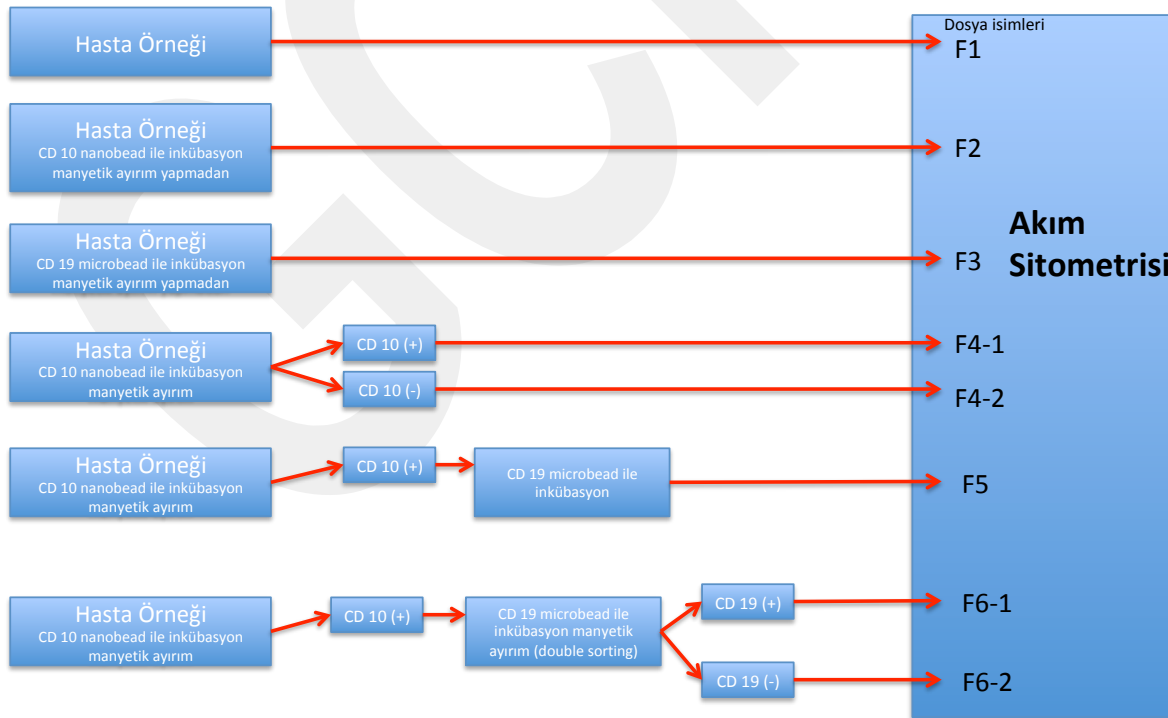 Dosya isimleri
Hasta Örneği
F1
Hasta Örneği
CD 10 nanobead ile inkübasyon
manyetik ayırım yapmadan
F2
Hasta Örneği
CD 19 microbead ile inkübasyon
manyetik ayırım yapmadan
F3
Akım
Sitometrisi
Hasta Örneği
CD 10 nanobead ile inkübasyon
manyetik ayırım
CD 10 (+)
F4-1
CD 10 (-)
F4-2
Hasta Örneği
CD 10 nanobead ile inkübasyon
manyetik ayırım
CD 10 (+)
CD 19 microbead ile
inkübasyon
F5
Hasta Örneği
CD 10 nanobead ile inkübasyon
manyetik ayırım
CD 10 (+)
CD 19 microbead ile
inkübasyon manyetik
ayırım (double sorting)
CD 19 (+)
F6-1
CD 19 (-)
F6-2